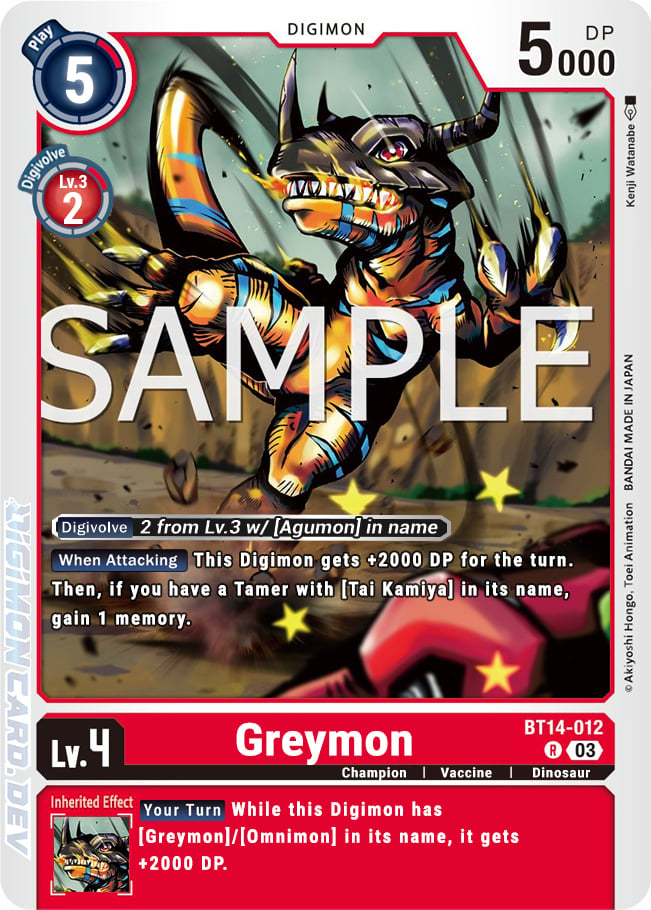 Play
5
DIGIMON
5000
DP
Digivolve
Lv.3
2
Kenji Watanabe
SAMPLE
Digivolve 2 from Lv.3 w/ [Agumon] in name
When Attacking This Digimon gets +2000 DP for the turn.
Then, if you have a Tamer with [Tai Kamiya] in its name,
gain 1 memory.
© Akiyoshi Hongo, Toei Animation BANDAI MADE IN JAPAN
DIGIMONCARD.DEV
Lv.4
Greymon
BT14-012
R 03
Champion | Vaccine | Dinosaur
Inherited Effect
Your Turn While this Digimon has
[Greymon]/[Omnimon] in its name, it gets
+2000 DP.